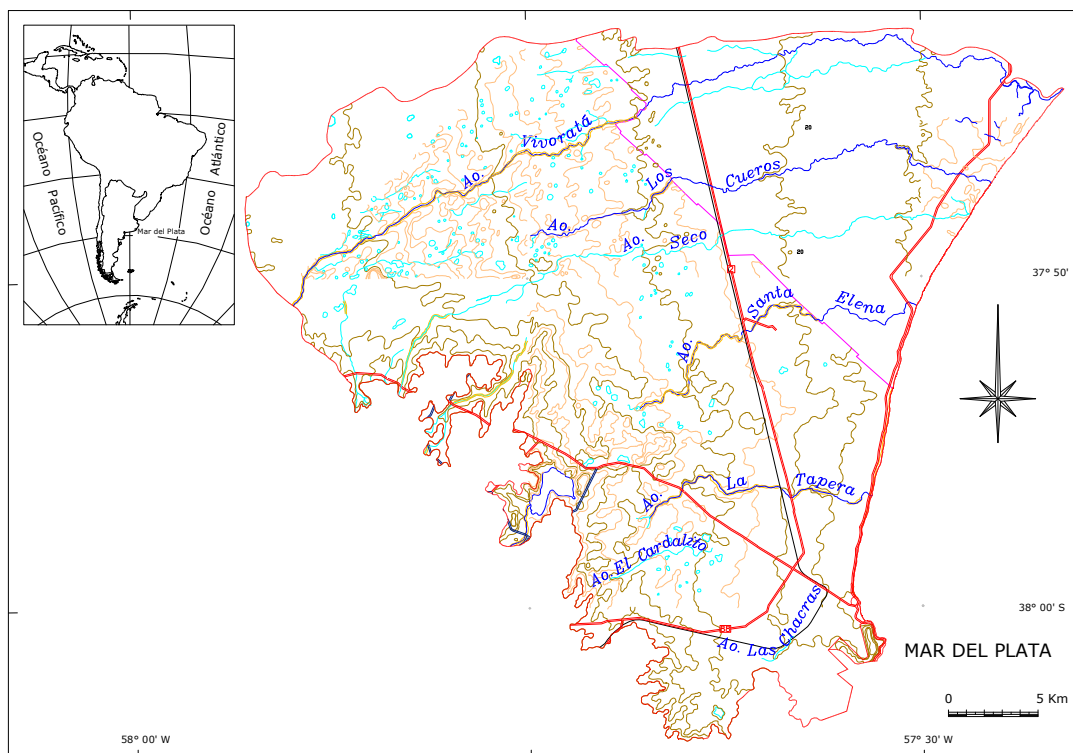 Océano
Pacífico
Océano
Atlántico
Mar del Plata
Ao.
Vivoratá
20
Ao.
Los
Cueros
Ao.
Seco
20
37° 50'
2
Ao.
Santa
Elena
Ao.
La
Tapera
Ao. El Cardalito
88
Ao. Las Chacras
38° 00' S
MAR DEL PLATA
0 5 Km
58° 00' W
57° 30' W